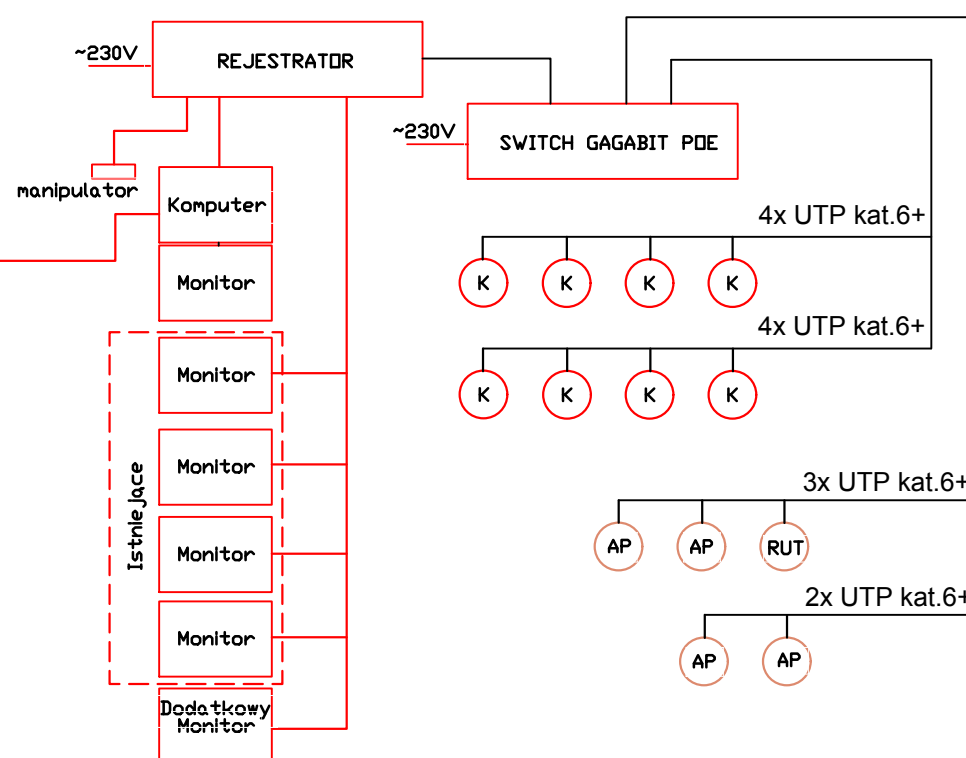 ~230V
REJESTRATOR
~230V
SWITCH GAGABIT POE
manipulator
Komputer
Monitor
4x UTP kat.6+
K K K K
4x UTP kat.6+
K K K K
Istniejące
Monitor
Monitor
Monitor
Monitor
Dodatkowy
Monitor
3x UTP kat.6+
AP AP RUT
2x UTP kat.6+
AP AP